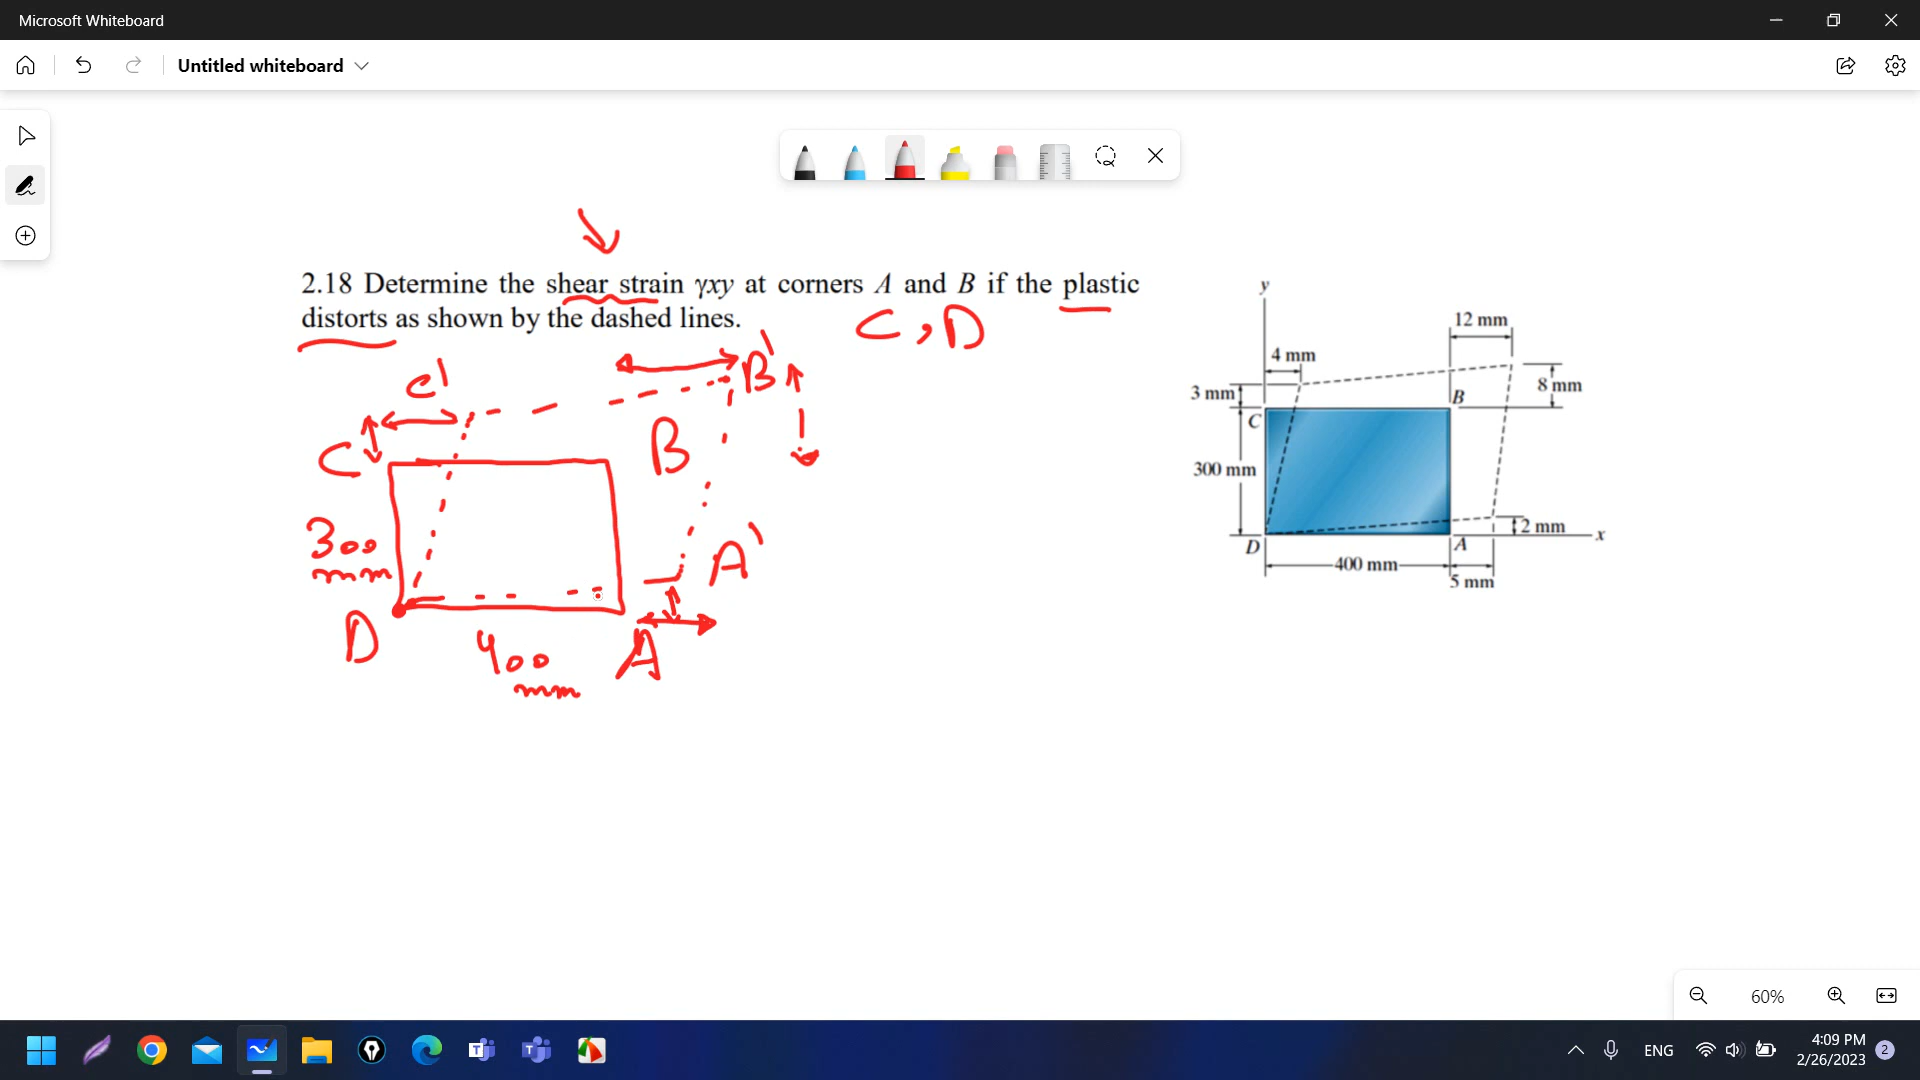 Microsoft Whiteboard
Untitled whiteboard
2.18 Determine the shear strain γxy at corners A and B if the plastic
distorts as shown by the dashed lines.
C, D
C'
B'
C
B
300
mm
A'
D
400
mm
A
y
12 mm
4 mm
8 mm
3 mm
B
C
300 mm
2 mm
x
D
A
400 mm
5 mm
60%
ENG
4:09 PM
2/26/2023
2